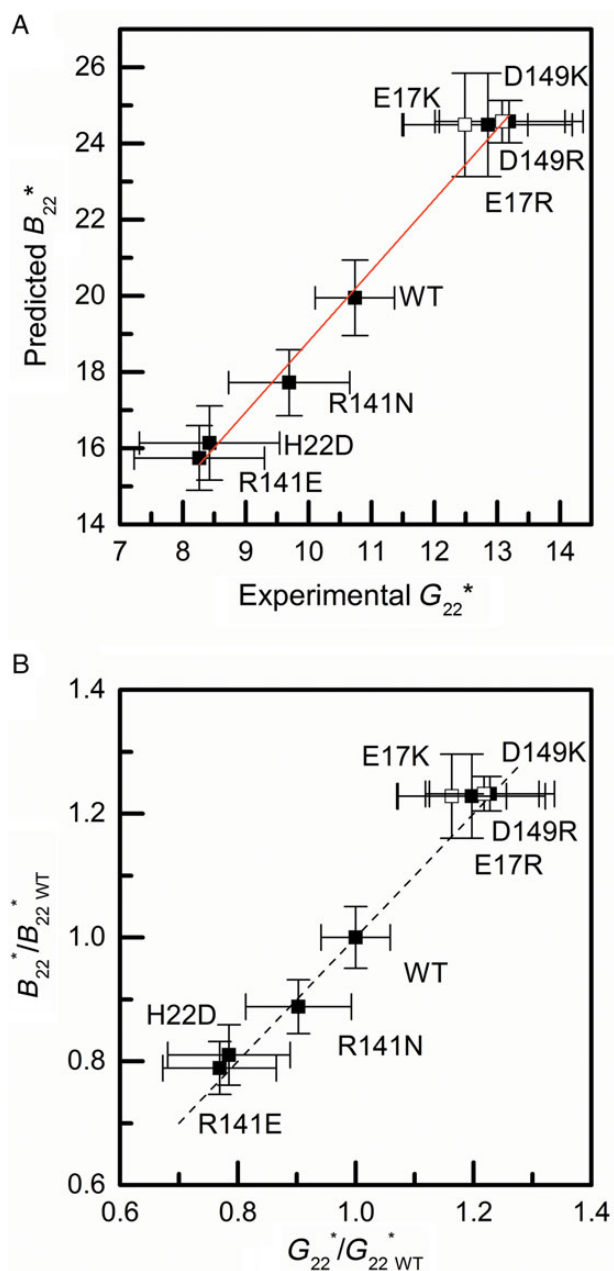 A
26
24
22
20
18
16
14
Predicted B22*
E17K
D149K
D149R
E17R
WT
R141N
H22D
R141E
7 8 9 10 11 12 13 14
Experimental G22*
B
1.4
1.2
1.0
0.8
0.6
B22*/B22*WT
E17K
D149K
D149R
E17R
WT
H22D
R141N
R141E
0.6 0.8 1.0 1.2 1.4
G22*/G22*WT